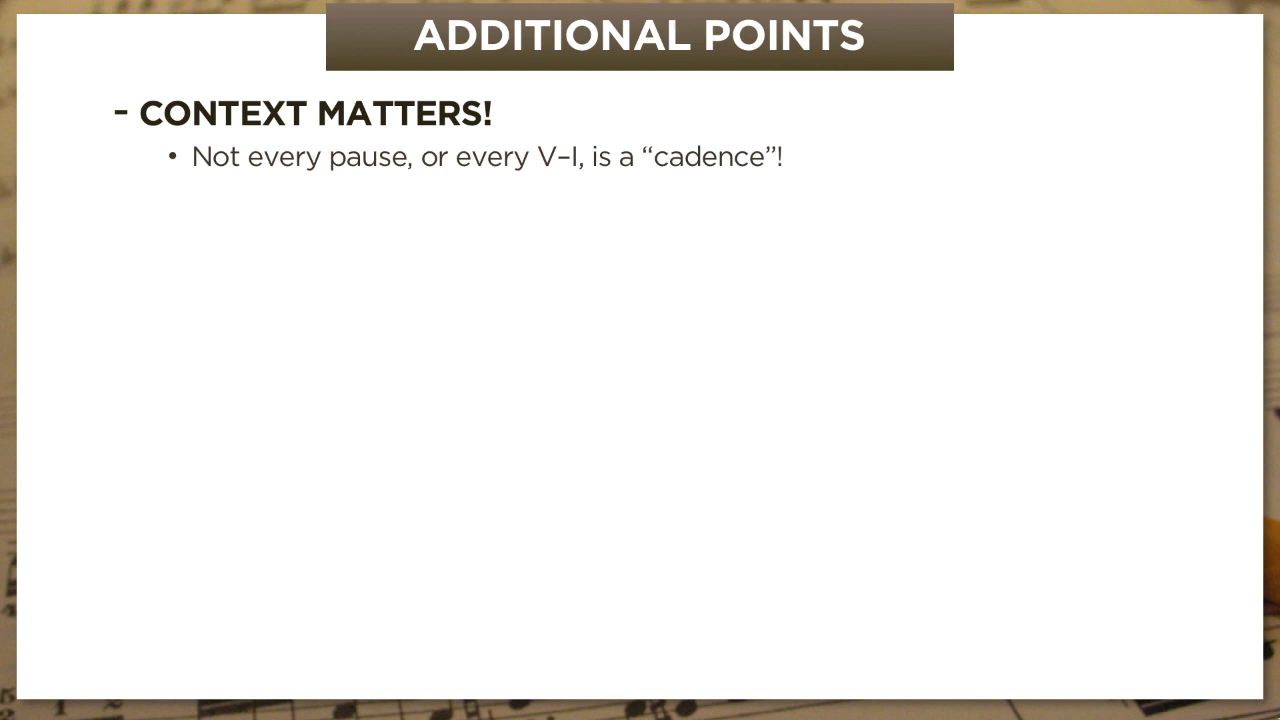 ADDITIONAL POINTS
- CONTEXT MATTERS!
• Not every pause, or every V–I, is a “cadence”!